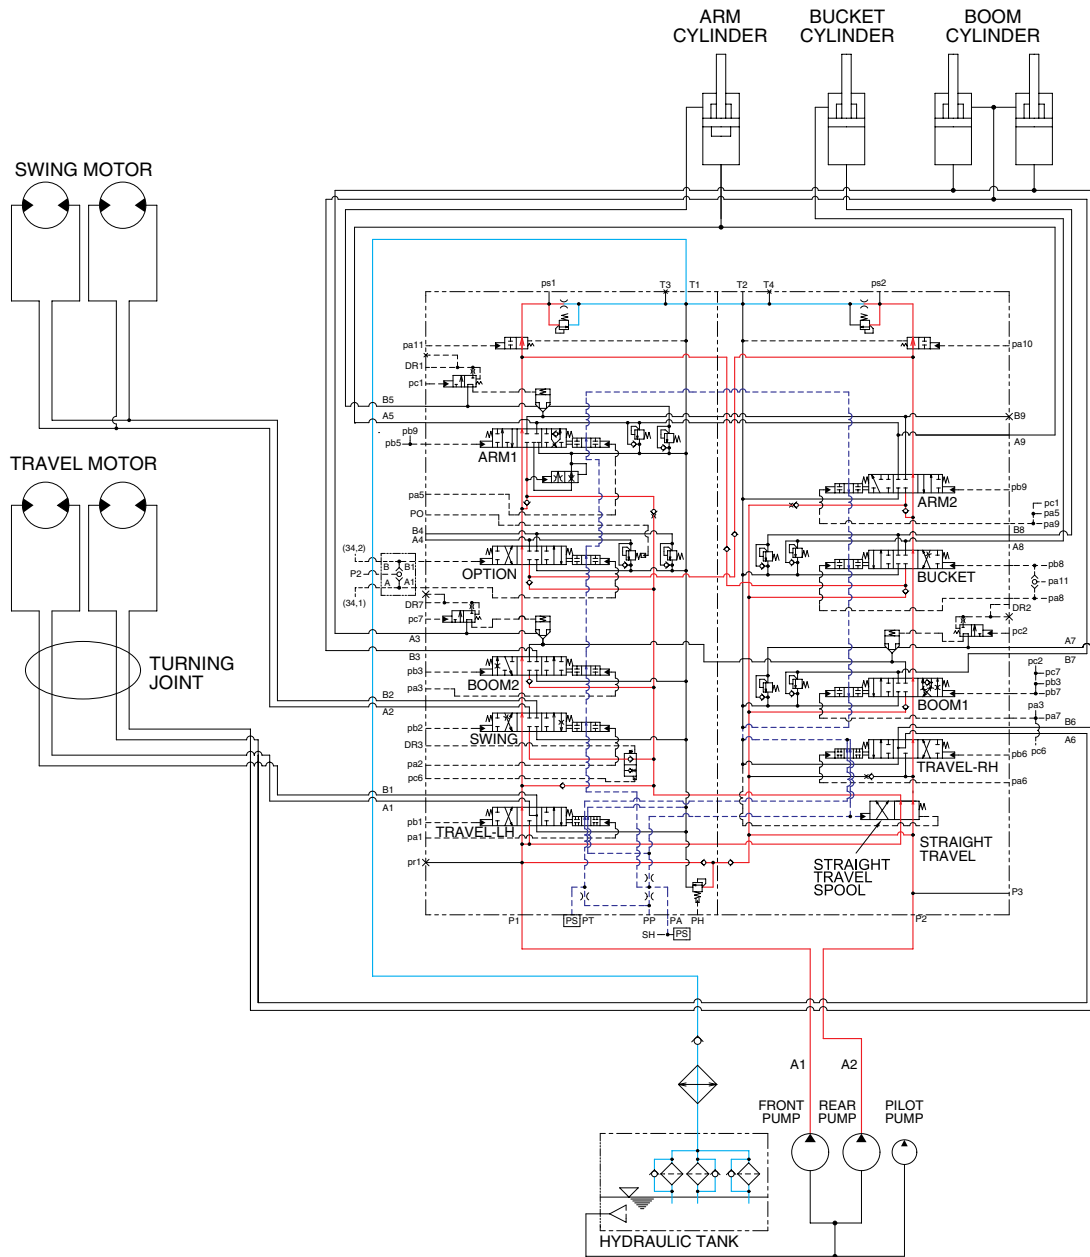 ARM
CYLINDER
BUCKET
CYLINDER
BOOM
CYLINDER
SWING MOTOR
TRAVEL MOTOR
TURNING
JOINT
ps1
T3
T1
T2
T4
ps2
pa11
DR1
pc1
B5
A5
pb9
pb5
ARM1
pa5
PO
B4
A4
(34,2)
P2
(34,1)
B
B1
A
A1
OPTION
DR7
pc7
A3
B3
pb3
pa3
BOOM2
B2
A2
pb2
SWING
DR3
pa2
pc6
B1
A1
pb1
pa1
TRAVEL-LH
pr1
pa10
B9
A9
ARM2
pb9
pc1
pa5
pa9
B8
A8
BUCKET
pb8
pa11
pa8
DR2
pc2
A7
B7
pc2
pc7
pb3
pb7
BOOM1
pa3
pa7
B6
A6
pc6
pb6
TRAVEL-RH
pa6
STRAIGHT
TRAVEL
STRAIGHT
TRAVEL
SPOOL
P3
P1
PS
PT
PP
PA
PH
P2
SH
PS
A1
A2
FRONT
PUMP
REAR
PUMP
PILOT
PUMP
HYDRAULIC TANK